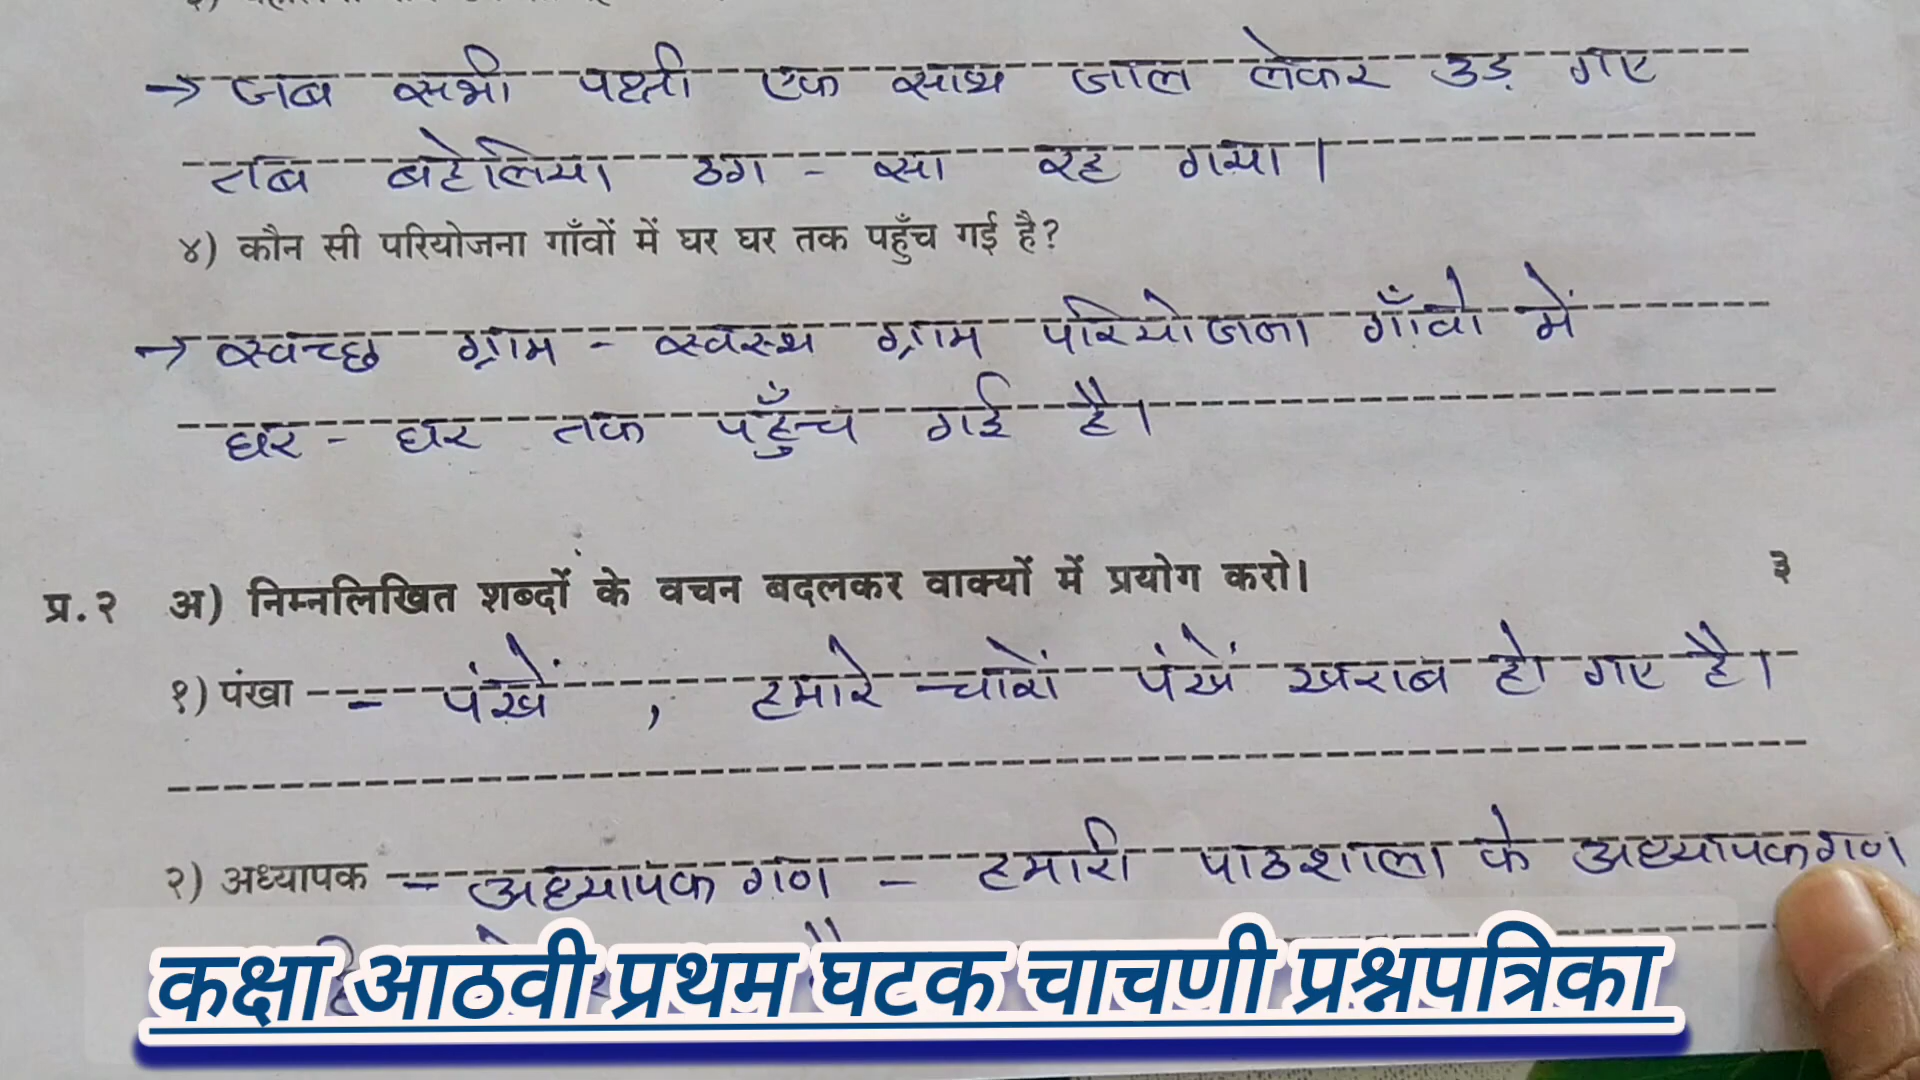 → जब सभी पक्षी एक साथ जाल लेकर उड़ गए
तब बहेलिया ठग - सा रह गया।
४) कौन सी परियोजना गाँवों में घर घर तक पहुँच गई है?
→ स्वच्छ ग्राम - स्वस्थ ग्राम परियोजना गाँवो में
घर - घर तक पहुँच गई है।
प्र.२ अ) निम्नलिखित शब्दों के वचन बदलकर वाक्यों में प्रयोग करो। ३
१) पंखा - पंखें , हमारे चारों पंखें खराब हो गए है।
२) अध्यापक - अध्यापक गण - हमारी पाठशाला के अध्यापकगण
कक्षा आठवी प्रथम घटक चाचणी प्रश्नपत्रिका